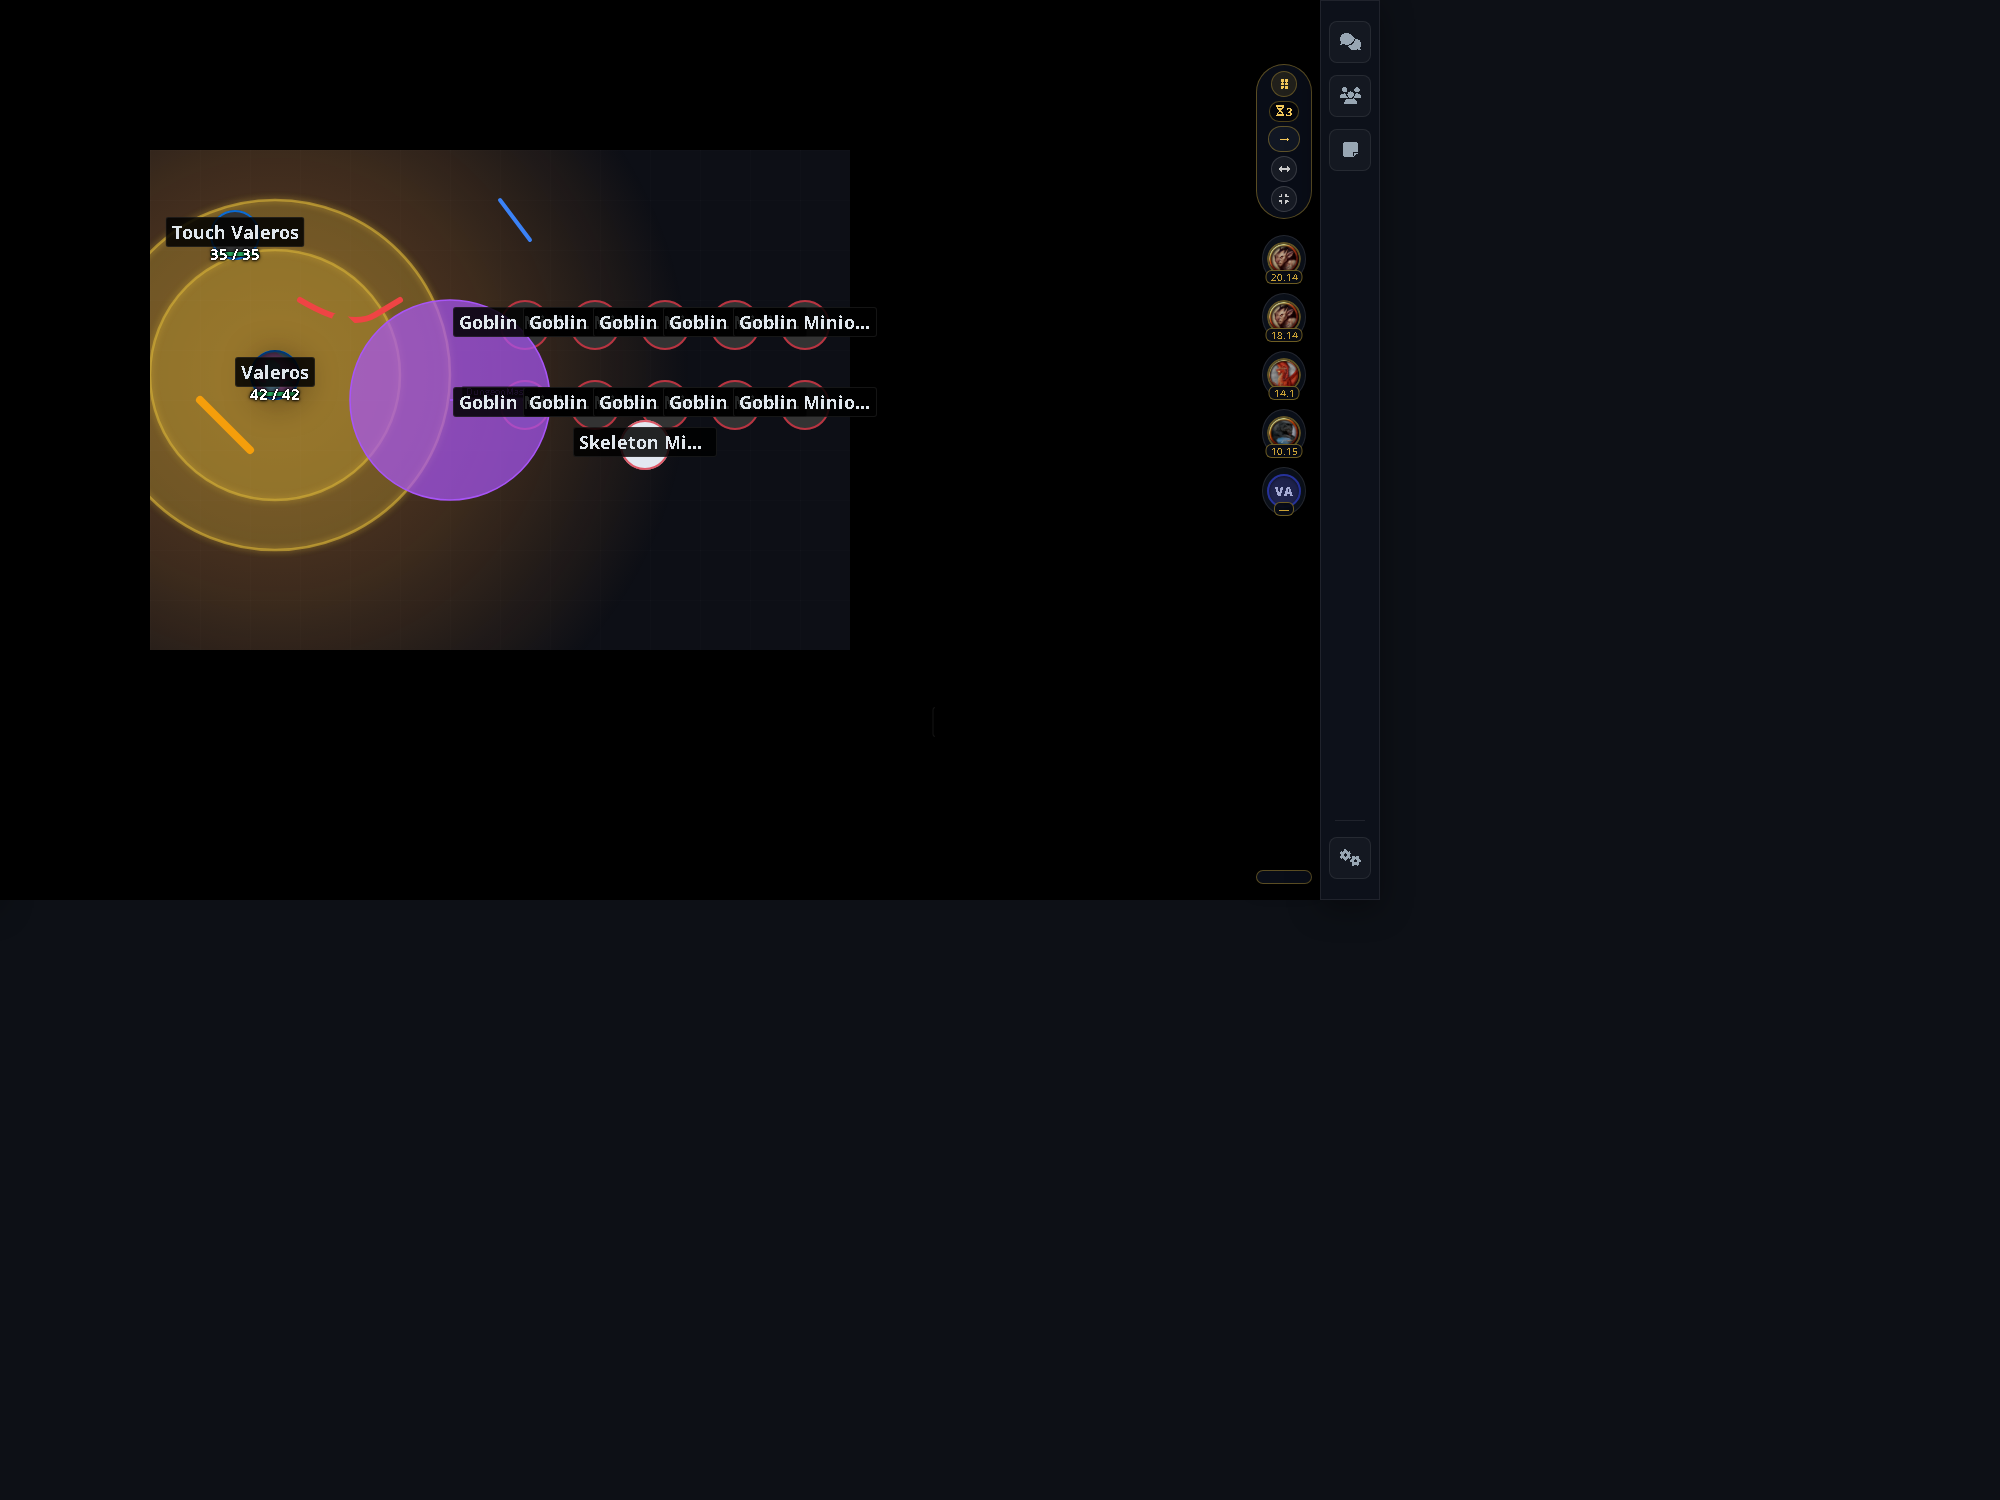 3
→
20.14
18.14
14.1
10.15
VA
—
Touch Valeros
35 / 35
Goblin Goblin Goblin Goblin Goblin Minio...
Valeros
42 / 42
Goblin Goblin Goblin Goblin Goblin Minio...
Skeleton Mi...